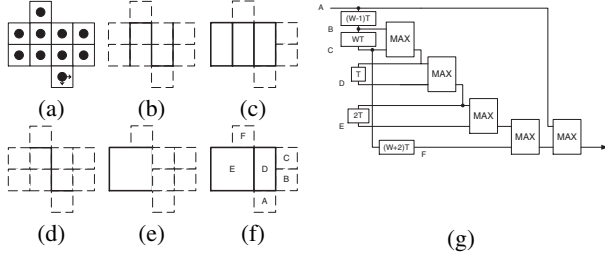 A
(W-1)T
B
WT
C
MAX
T
D
MAX
2T
E
MAX
(W+2)T
F
MAX
MAX
(a)
(b)
(c)
F
E
D
C
B
A
(d)
(e)
(f)
(g)